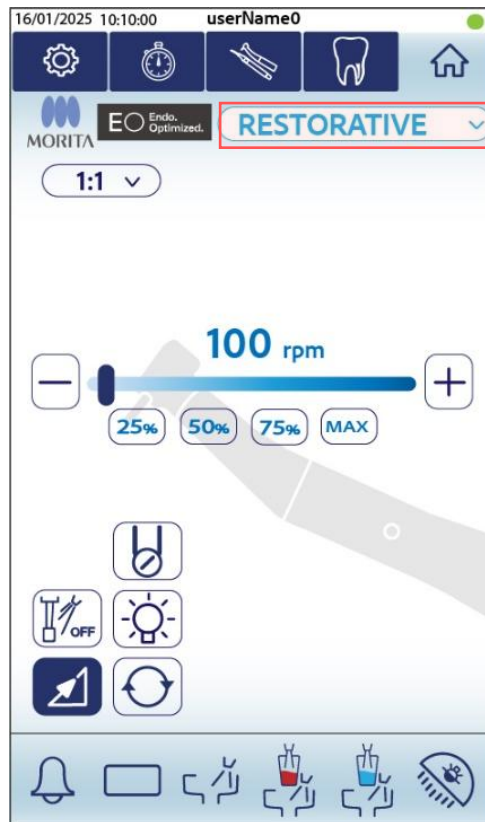 16/01/2025 10:10:00 userName0
MORITA
EO Endo.
Optimized.
RESTORATIVE
1:1
100 rpm
25% 50% 75% MAX
OFF